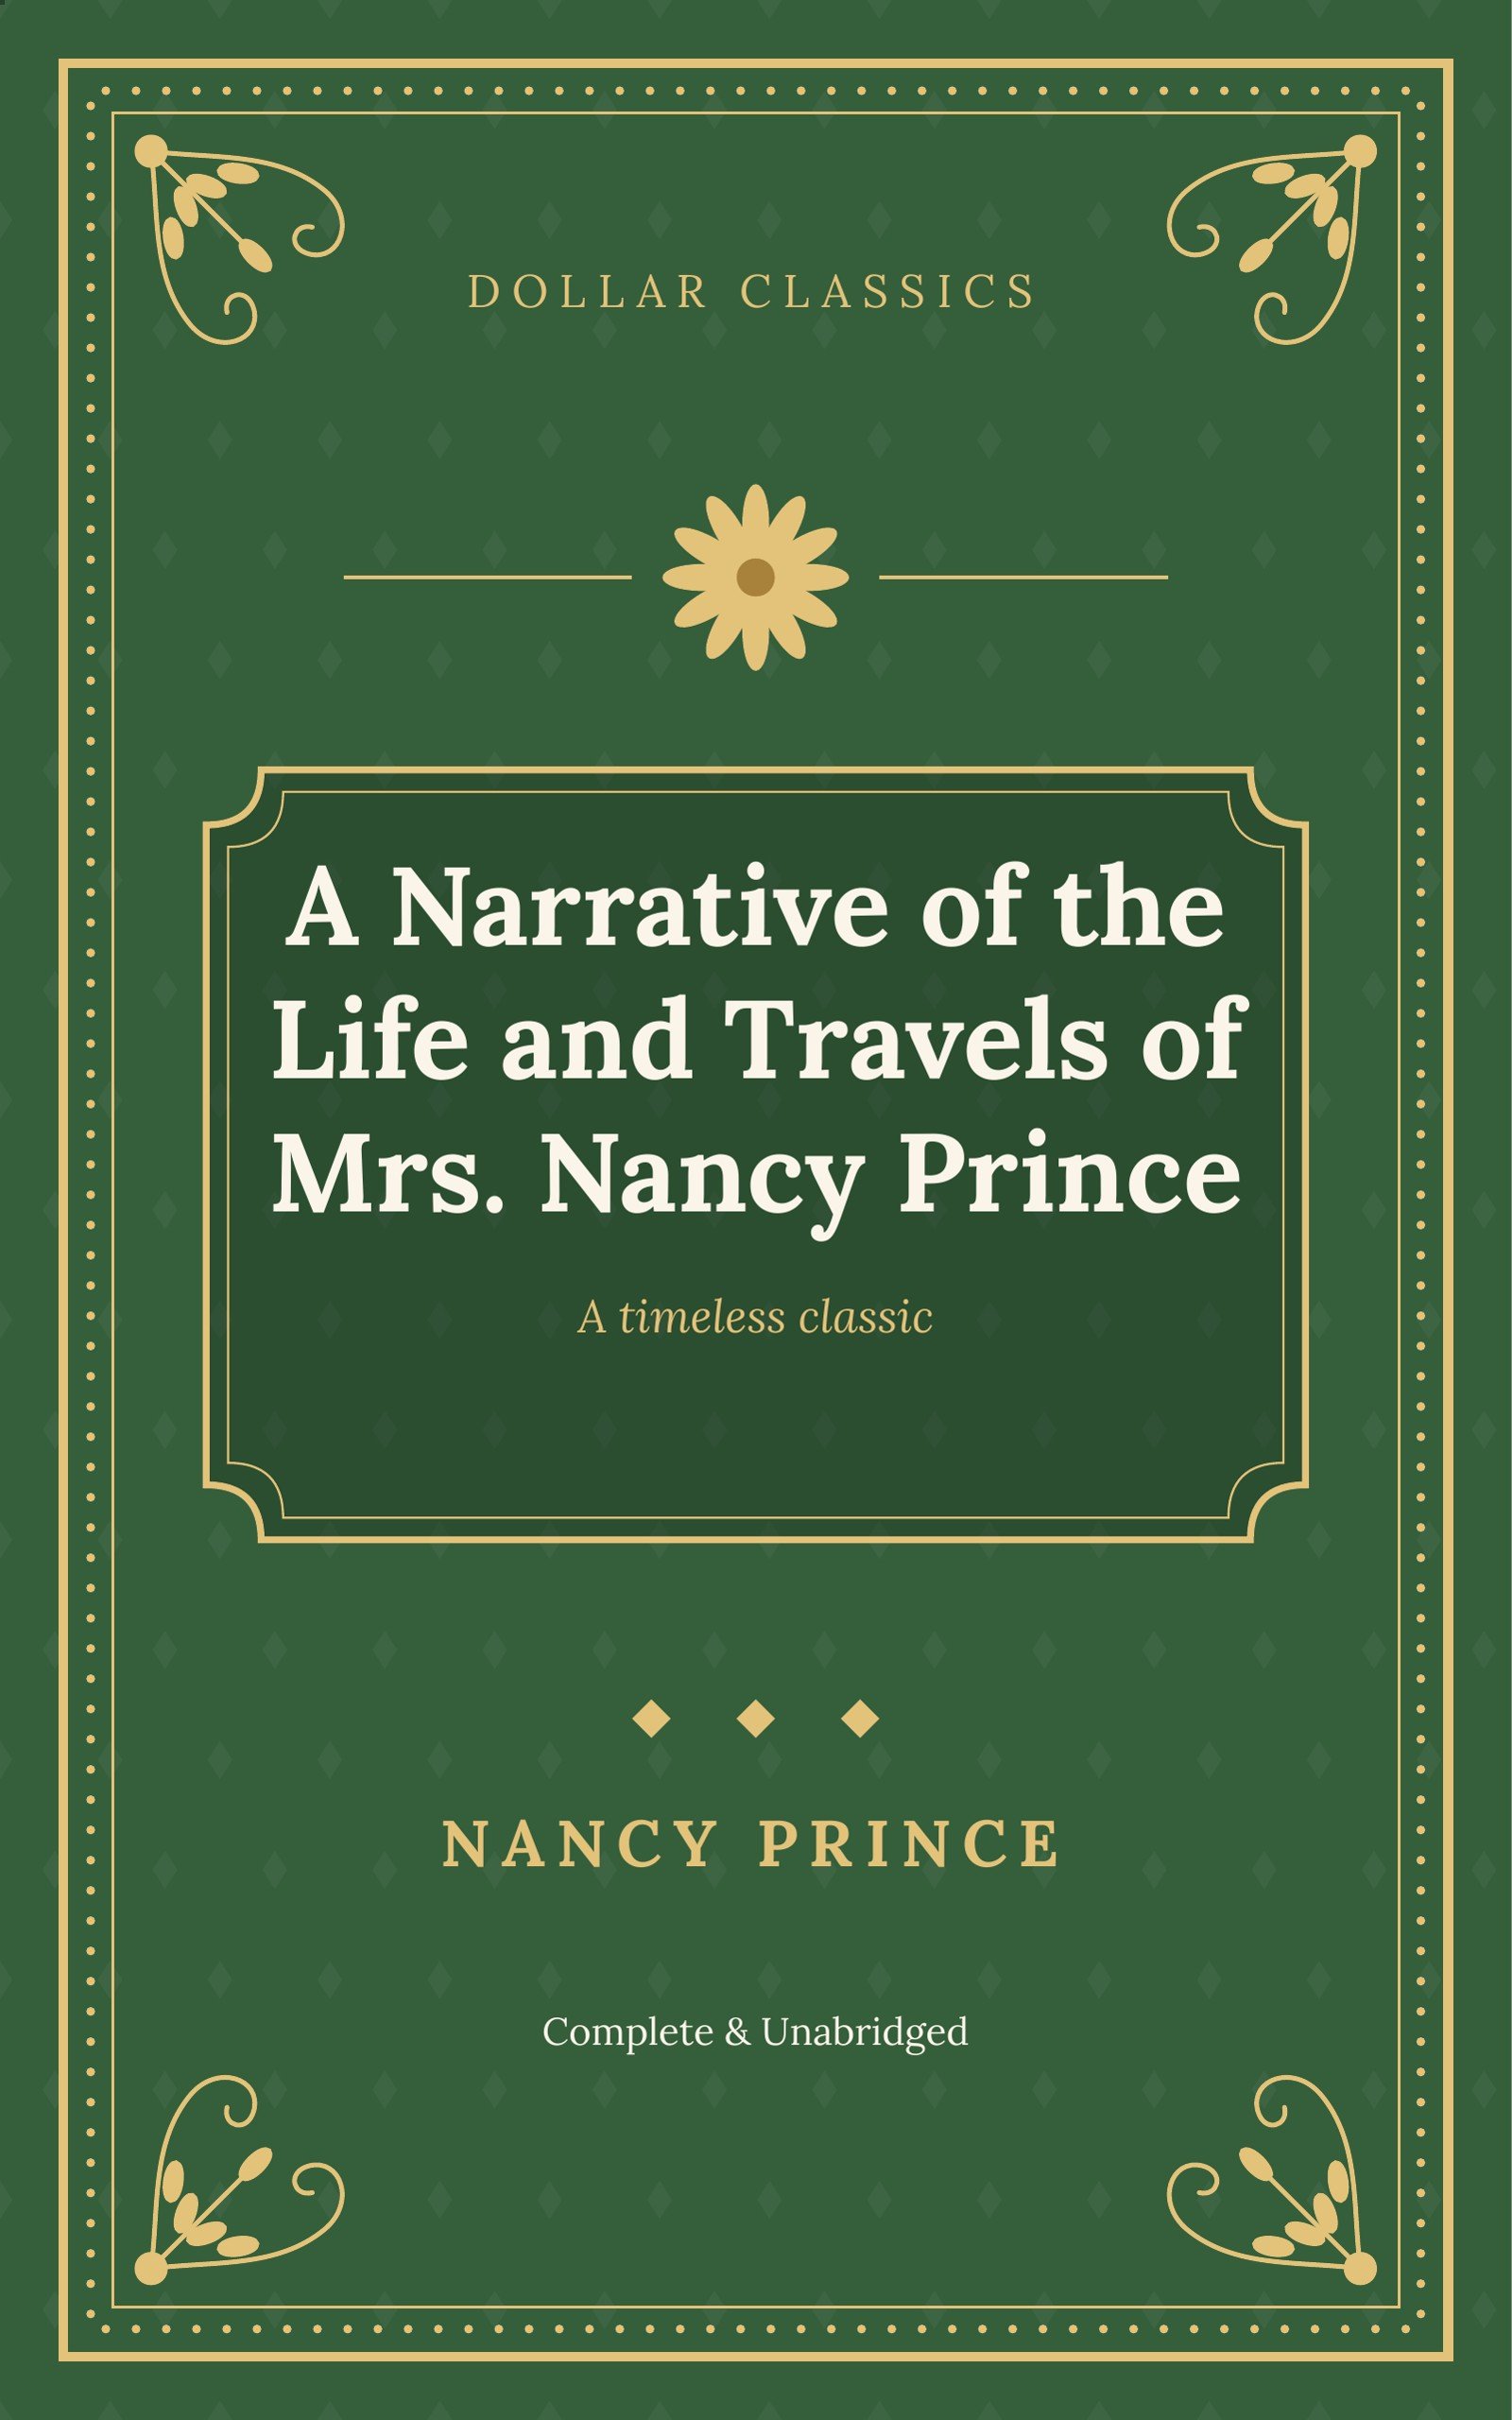 DOLLAR CLASSICS
A Narrative of the
Life and Travels of
Mrs. Nancy Prince
A timeless classic
NANCY PRINCE
Complete & Unabridged